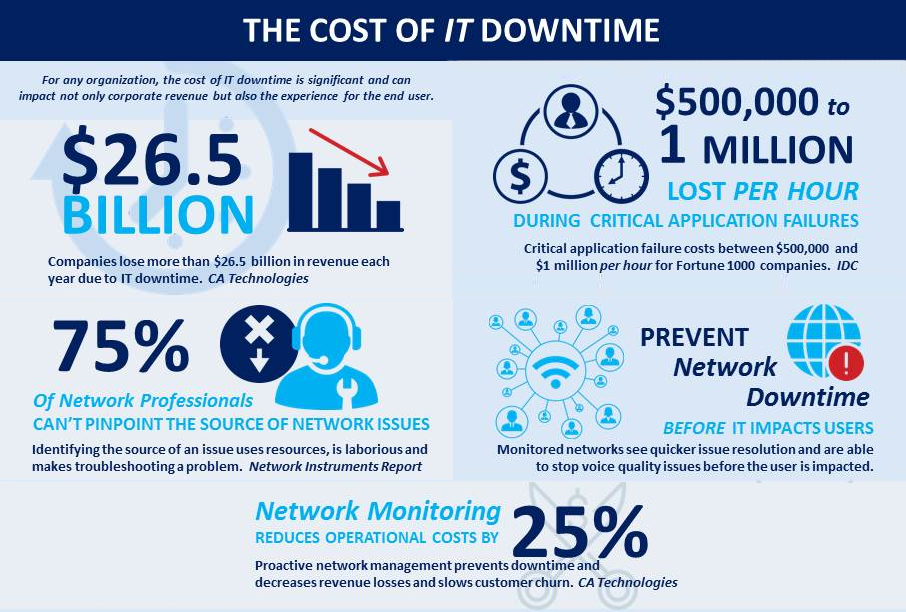 THE COST OF IT DOWNTIME
For any organization, the cost of IT downtime is significant and can
impact not only corporate revenue but also the experience for the end user.
$26.5
BILLION
Companies lose more than $26.5 billion in revenue each
year due to IT downtime. CA Technologies
$
$500,000 to
1 MILLION
LOST PER HOUR
DURING CRITICAL APPLICATION FAILURES
Critical application failure costs between $500,000 and
$1 million per hour for Fortune 1000 companies. IDC
75%
Of Network Professionals
CAN'T PINPOINT THE SOURCE OF NETWORK ISSUES
Identifying the source of an issue uses resources, is laborious and
makes troubleshooting a problem. Network Instruments Report
PREVENT
Network
Downtime
!
BEFORE IT IMPACTS USERS
Monitored networks see quicker issue resolution and are able
to stop voice quality issues before the user is impacted.
Network Monitoring
REDUCES OPERATIONAL COSTS BY
25%
Proactive network management prevents downtime and
decreases revenue losses and slows customer churn. CA Technologies